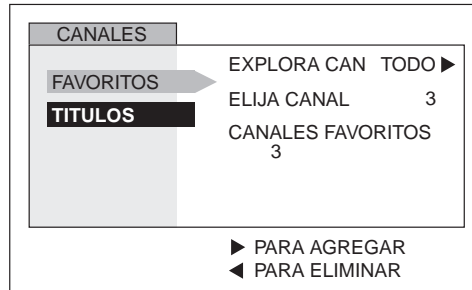 CANALES
FAVORITOS
TITULOS
EXPLORA CAN TODO ▶
ELIJA CANAL 3
CANALES FAVORITOS
3
▶ PARA AGREGAR
◀ PARA ELIMINAR